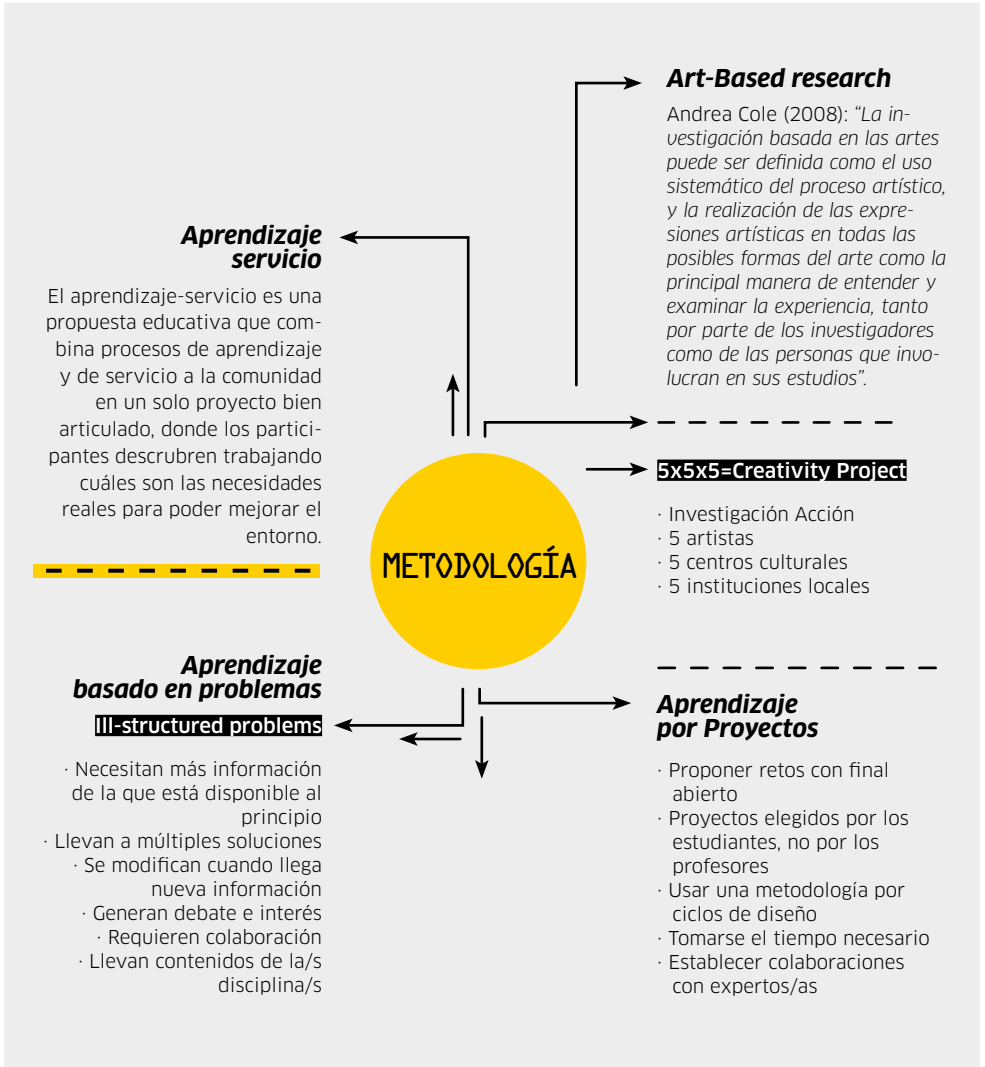 Art-Based research
Andrea Cole (2008): “La in-
vestigación basada en las artes
puede ser definida como el uso
sistemático del proceso artístico,
y la realización de las expre-
siones artísticas en todas las
posibles formas del arte como la
principal manera de entender y
examinar la experiencia, tanto
por parte de los investigadores
como de las personas que invo-
lucran en sus estudios”.
Aprendizaje
servicio
El aprendizaje-servicio es una
propuesta educativa que com-
bina procesos de aprendizaje
y de servicio a la comunidad
en un solo proyecto bien
articulado, donde los partici-
pantes descrubren trabajando
cuáles son las necesidades
reales para poder mejorar el
entorno.
5x5x5=Creativity Project
· Investigación Acción
· 5 artistas
· 5 centros culturales
· 5 instituciones locales
METODOLOGÍA
Aprendizaje
basado en problemas
Ill-structured problems
· Necesitan más información
de la que está disponible al
principio
· Llevan a múltiples soluciones
· Se modifican cuando llega
nueva información
· Generan debate e interés
· Requieren colaboración
· Llevan contenidos de la/s
disciplina/s
Aprendizaje
por Proyectos
· Proponer retos con final
abierto
· Proyectos elegidos por los
estudiantes, no por los
profesores
· Usar una metodología por
ciclos de diseño
· Tomarse el tiempo necesario
· Establecer colaboraciones
con expertos/as